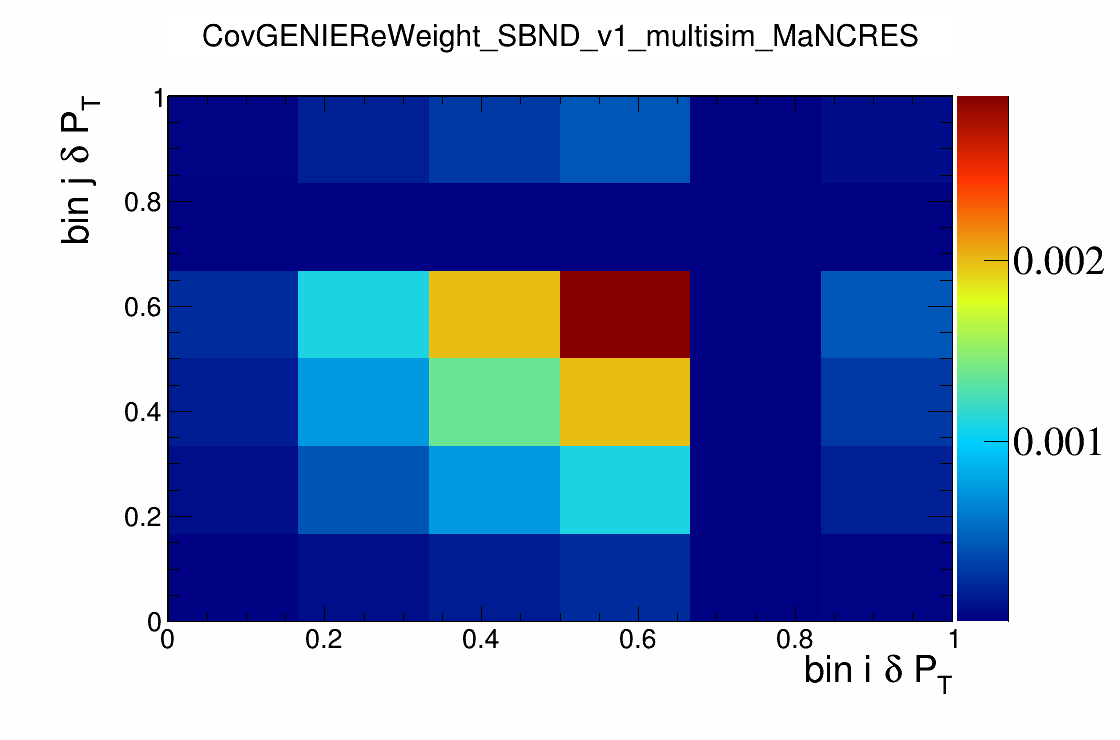 CovGENIEReWeight_SBND_v1_multisim_MaNCRES
bin j δ P_T
1
0.8
0.6
0.4
0.2
0
0 0.2 0.4 0.6 0.8 1
bin i δ P_T
0.002
0.001